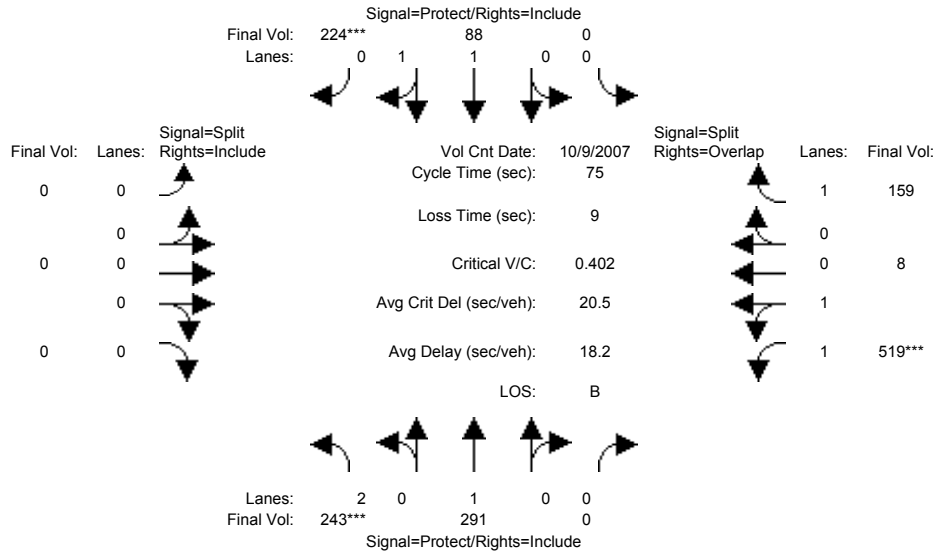 Signal=Protect/Rights=Include
Final Vol: 224*** 88 0
Lanes: 0 1 1 0 0
Signal=Split Signal=Split
Final Vol: Lanes: Rights=Include Vol Cnt Date: 10/9/2007 Rights=Overlap Lanes: Final Vol:
Cycle Time (sec): 75
0 0 1 159
Loss Time (sec): 9
0 0
0 0 Critical V/C: 0.402 0 8
0 Avg Crit Del (sec/veh): 20.5 1
0 0 Avg Delay (sec/veh): 18.2 1 519***
LOS: B
Lanes: 2 0 1 0 0
Final Vol: 243*** 291 0
Signal=Protect/Rights=Include